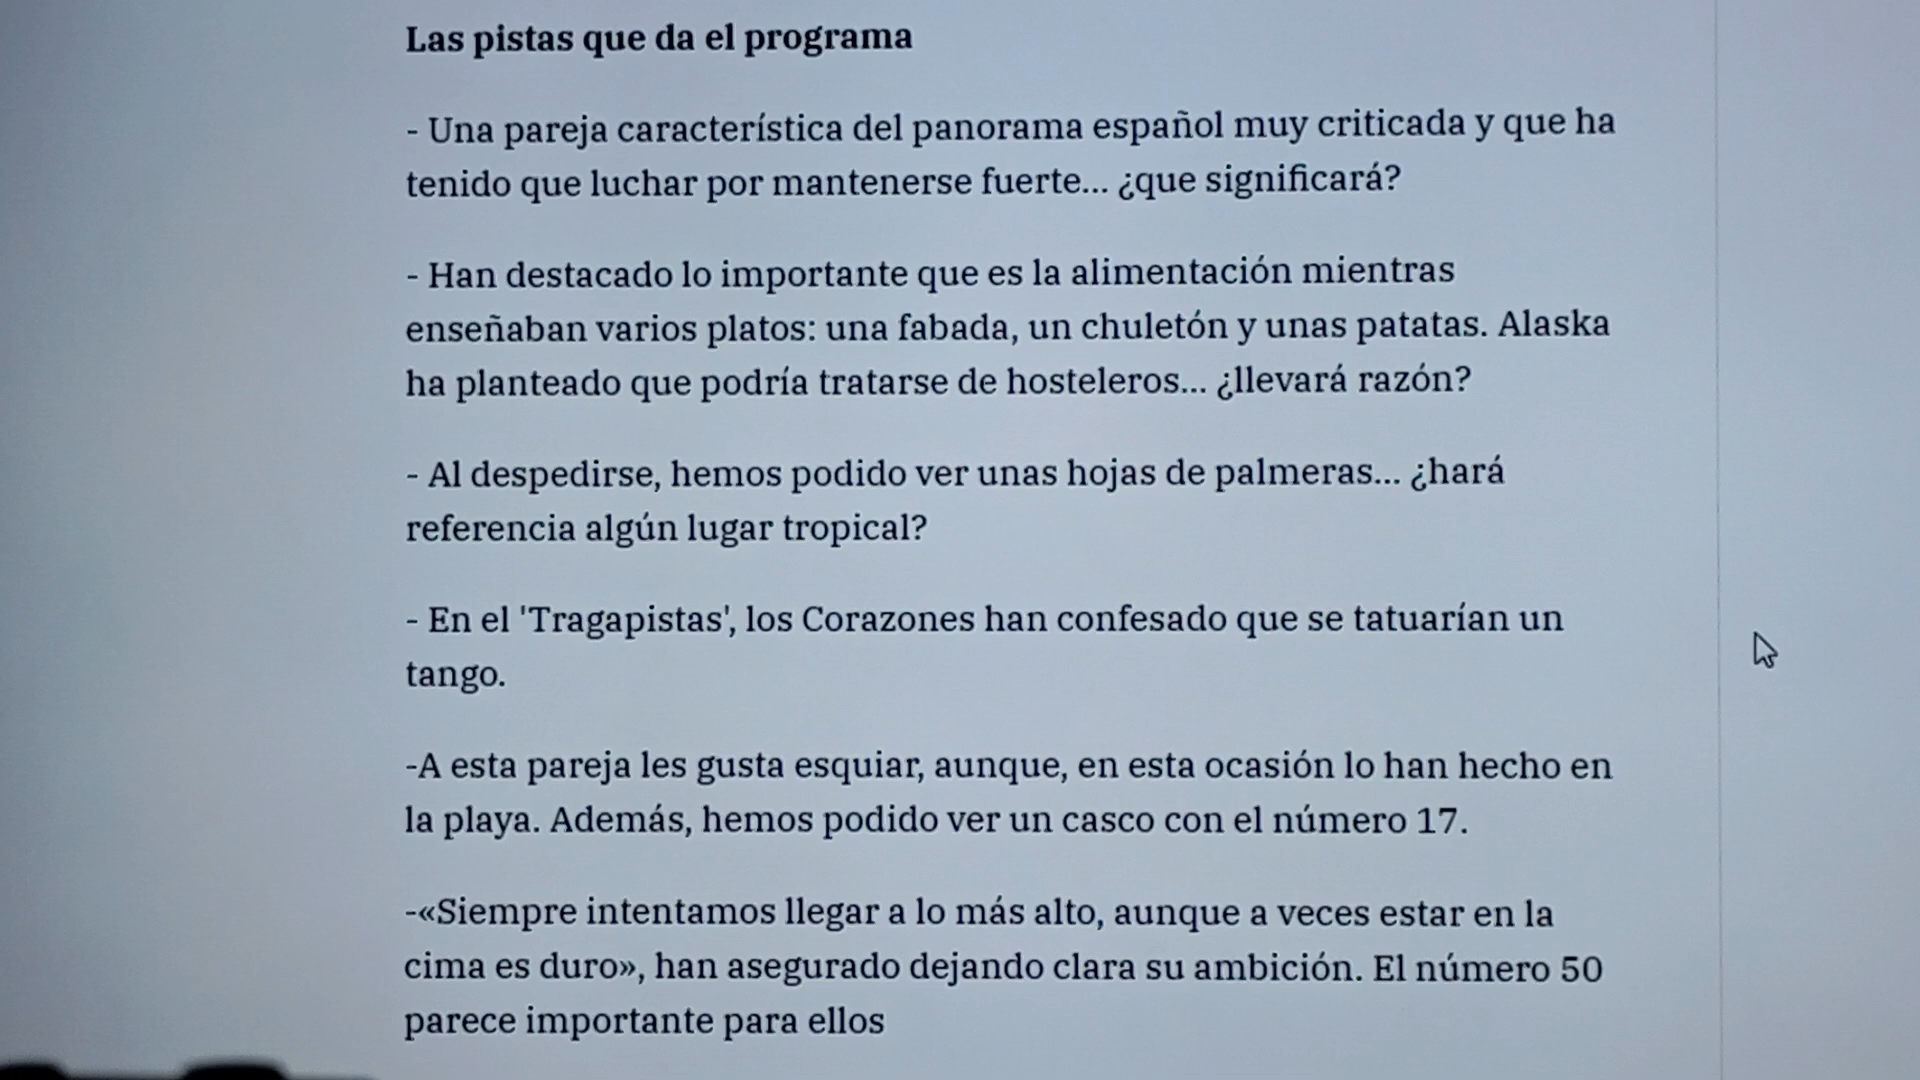 Las pistas que da el programa
- Una pareja característica del panorama español muy criticada y que ha
tenido que luchar por mantenerse fuerte... ¿que significará?
- Han destacado lo importante que es la alimentación mientras
enseñaban varios platos: una fabada, un chuletón y unas patatas. Alaska
ha planteado que podría tratarse de hosteleros... ¿llevará razón?
- Al despedirse, hemos podido ver unas hojas de palmeras... ¿hará
referencia algún lugar tropical?
- En el 'Tragapistas', los Corazones han confesado que se tatuarían un
tango.
-A esta pareja les gusta esquiar, aunque, en esta ocasión lo han hecho en
la playa. Además, hemos podido ver un casco con el número 17.
-«Siempre intentamos llegar a lo más alto, aunque a veces estar en la
cima es duro», han asegurado dejando clara su ambición. El número 50
parece importante para ellos